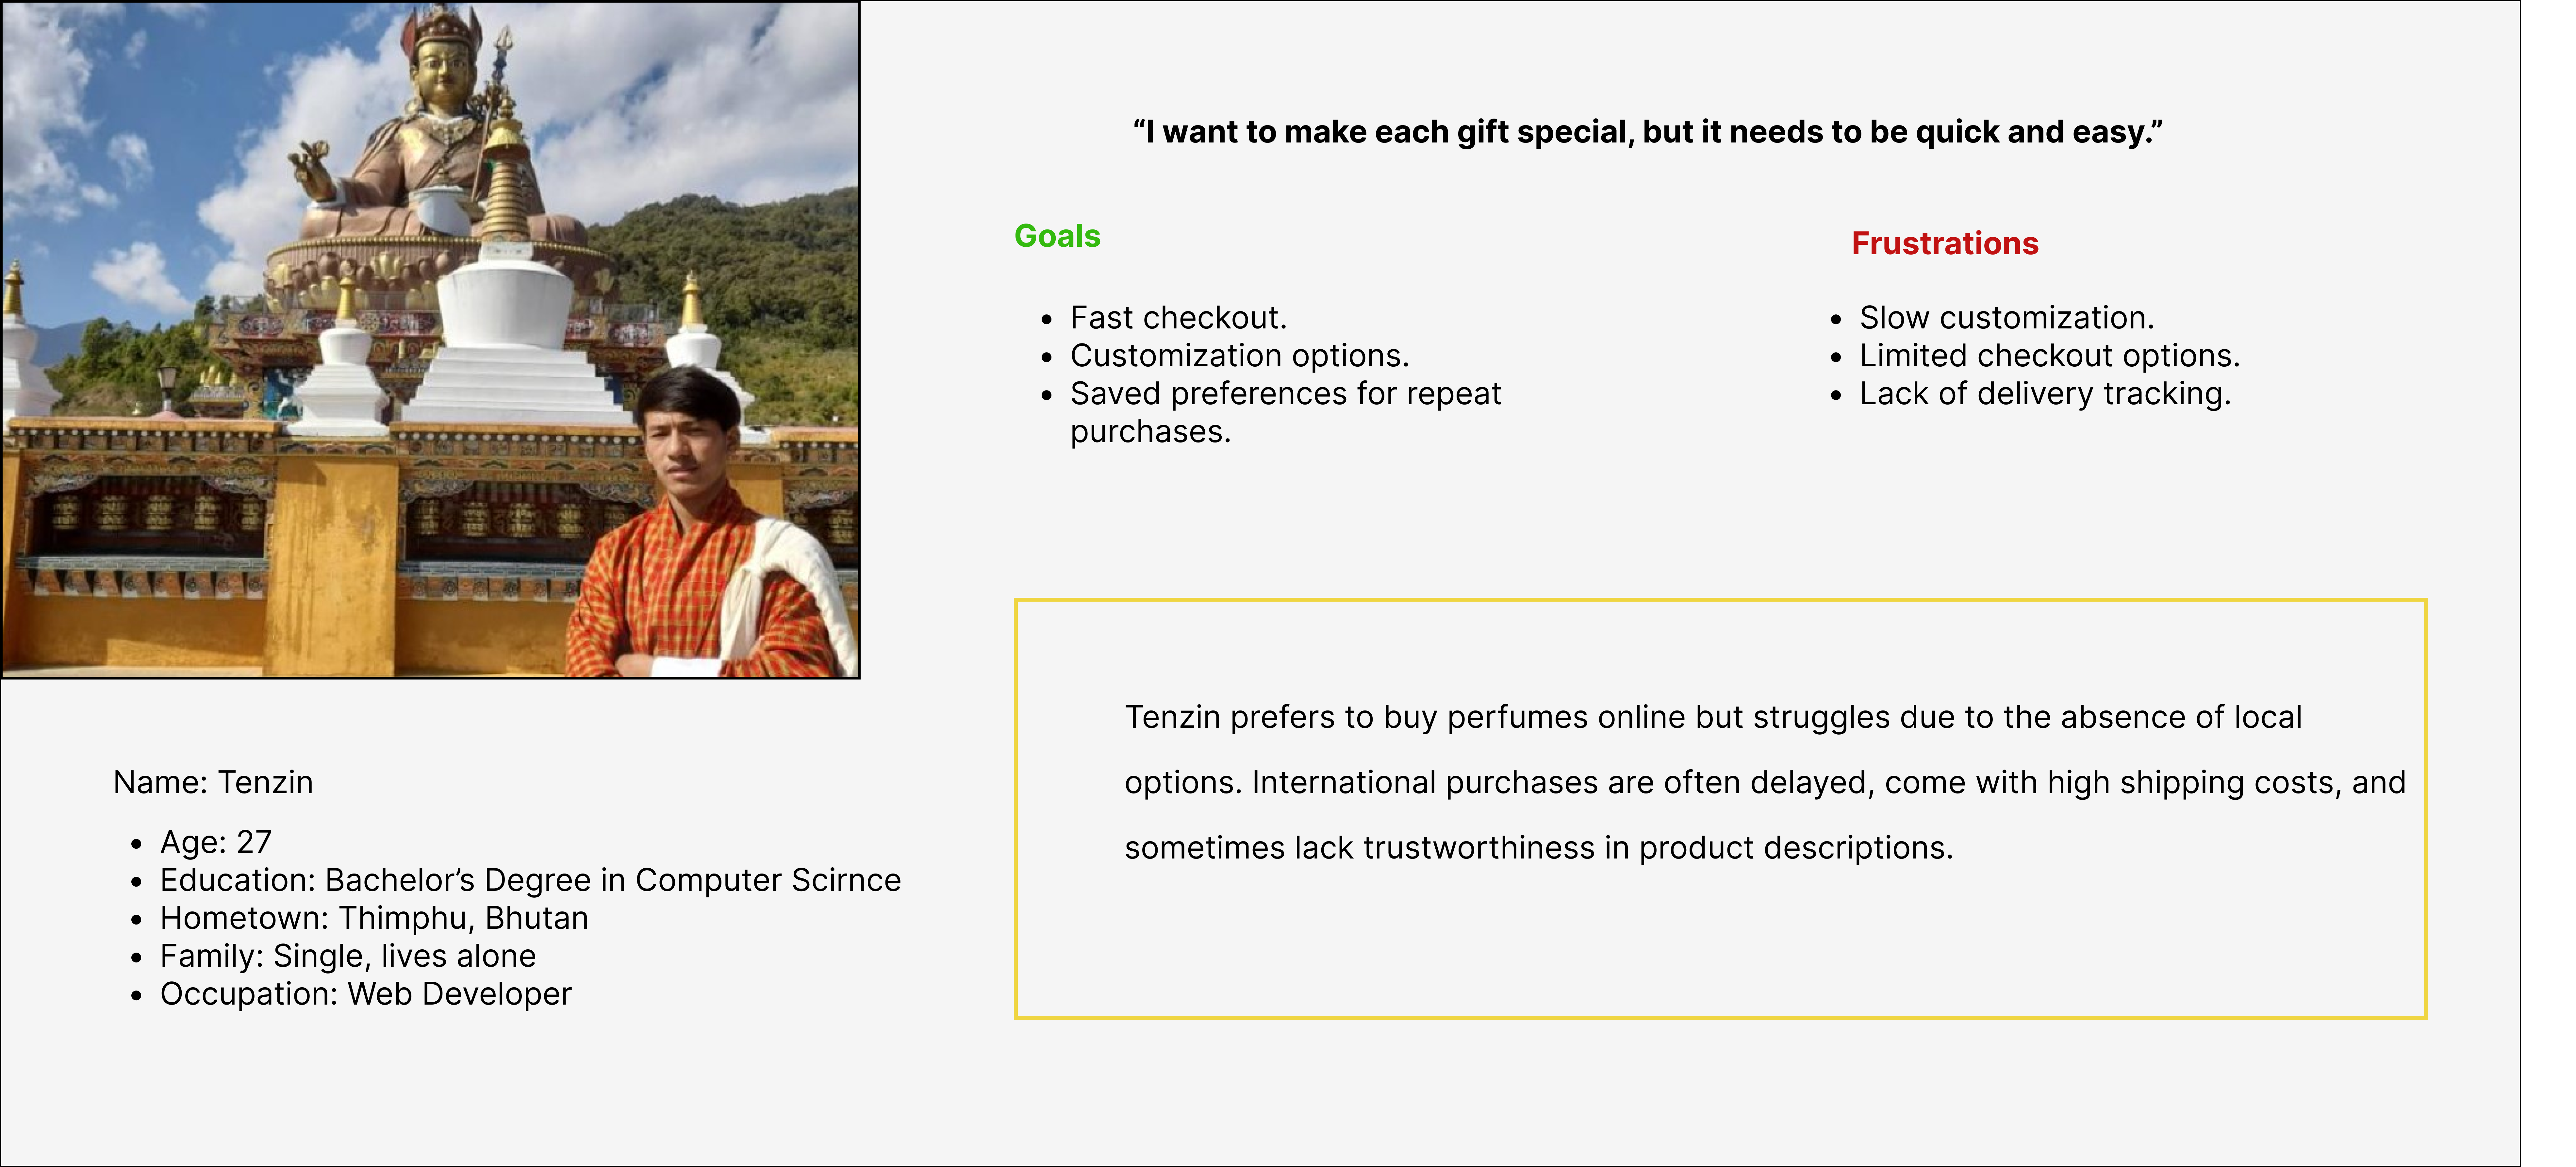 “I want to make each gift special, but it needs to be quick and easy.”
Goals
• Fast checkout.
• Customization options.
• Saved preferences for repeat
purchases.
Frustrations
• Slow customization.
• Limited checkout options.
• Lack of delivery tracking.
Name: Tenzin
• Age: 27
• Education: Bachelor’s Degree in Computer Scirnce
• Hometown: Thimphu, Bhutan
• Family: Single, lives alone
• Occupation: Web Developer
Tenzin prefers to buy perfumes online but struggles due to the absence of local
options. International purchases are often delayed, come with high shipping costs, and
sometimes lack trustworthiness in product descriptions.